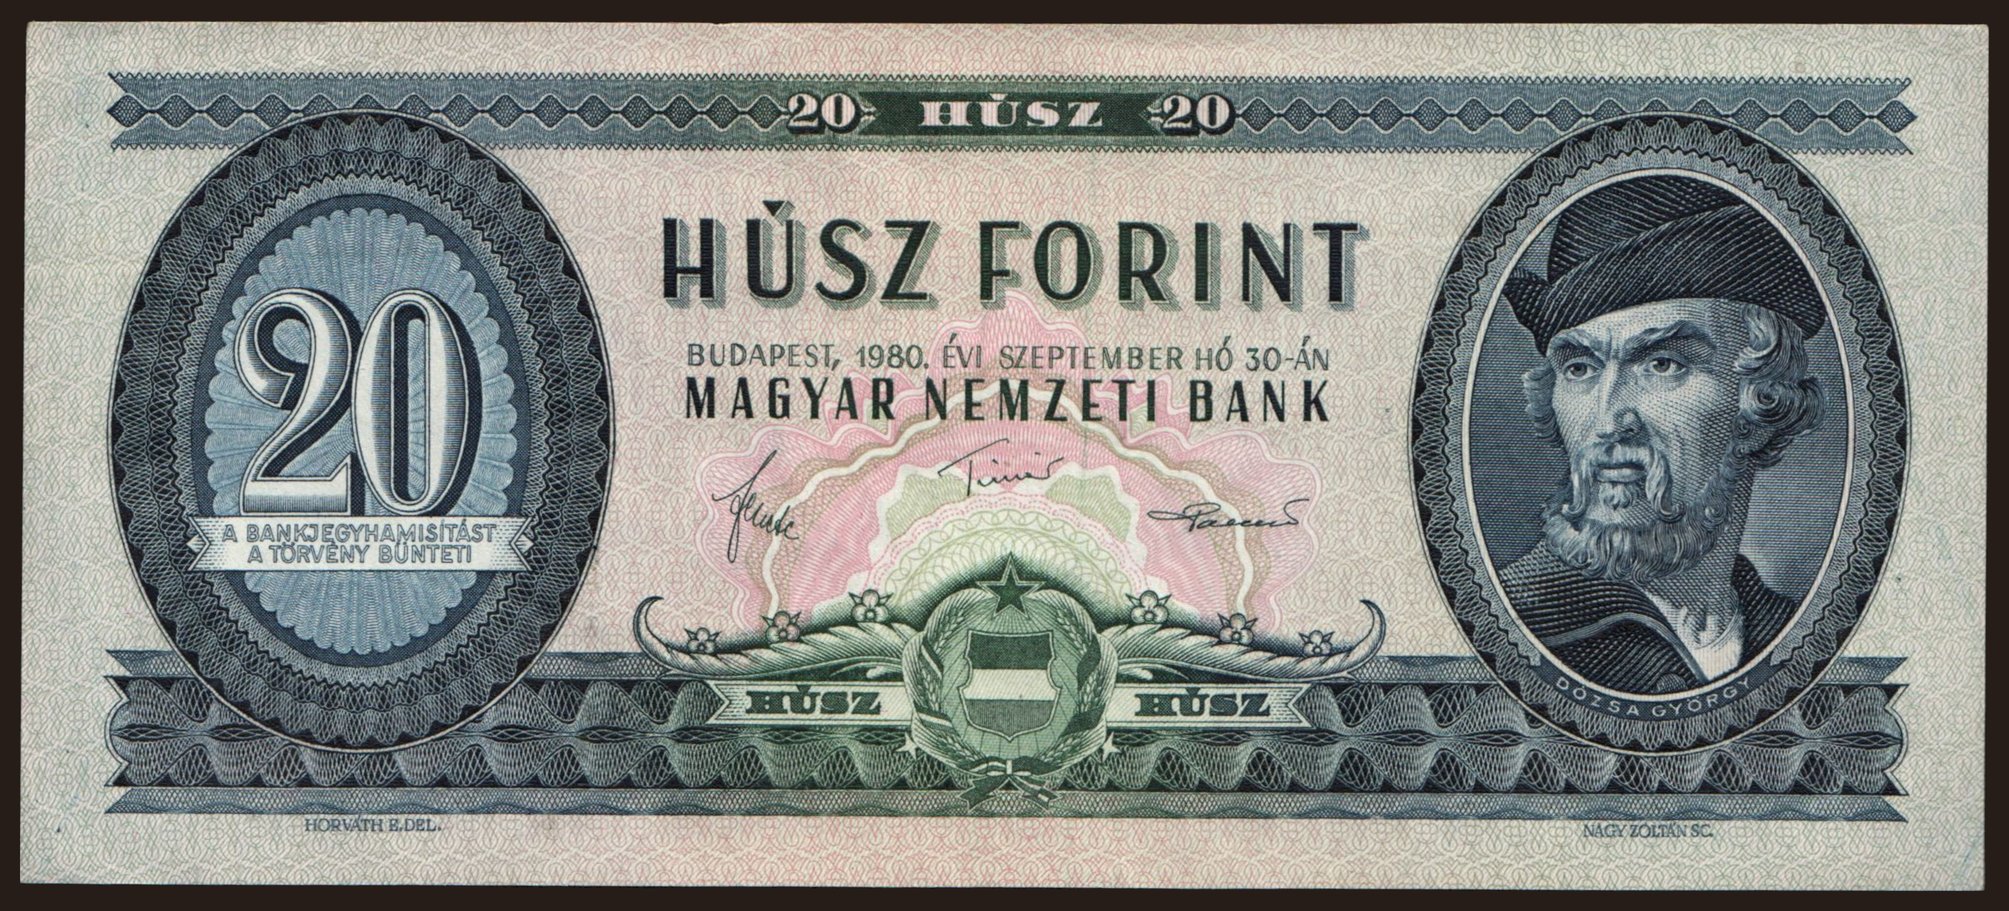 20 HÚSZ 20
HÚSZ FORINT
BUDAPEST, 1980. ÉVI SZEPTEMBER HÓ 30-ÁN
MAGYAR NEMZETI BANK
20
A BANKJEGYHAMISÍTÁST
A TÖRVÉNY BÜNTETI
HÚSZ HÚSZ
DÓZSA GYÖRGY
HORVÁTH E. DEL.
NAGY ZOLTÁN SC.